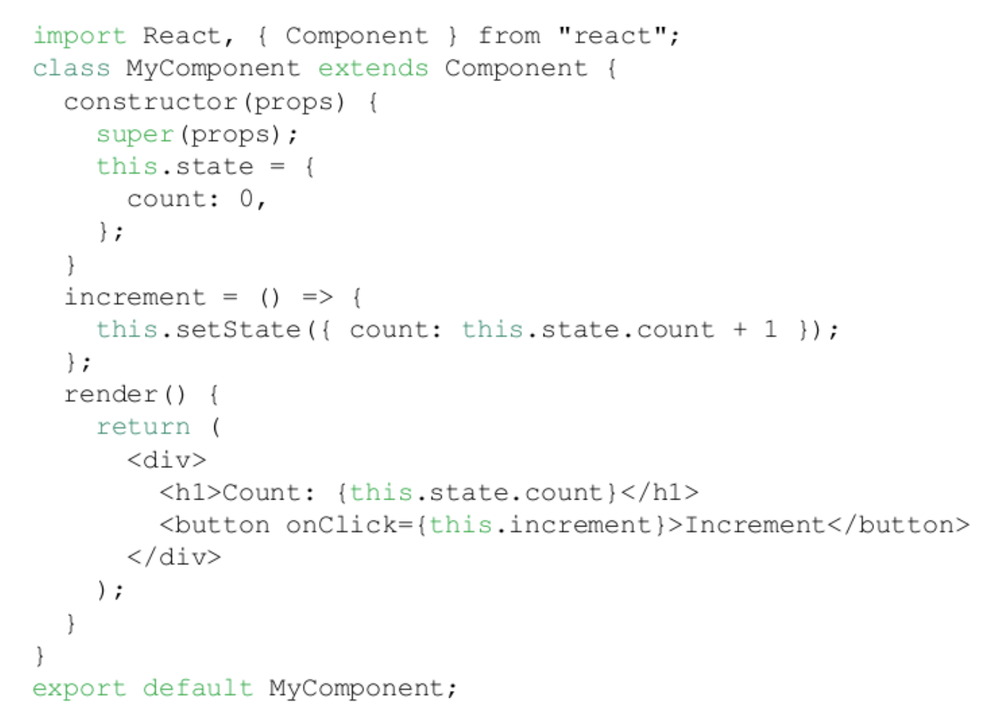 import React, { Component } from "react";
class MyComponent extends Component {
  constructor(props) {
    super(props);
    this.state = {
      count: 0,
    };
  }
  increment = () => {
    this.setState({ count: this.state.count + 1 });
  };
  render() {
    return (
      <div>
        <h1>Count: {this.state.count}</h1>
        <button onClick={this.increment}>Increment</button>
      </div>
    );
  }
}
export default MyComponent;